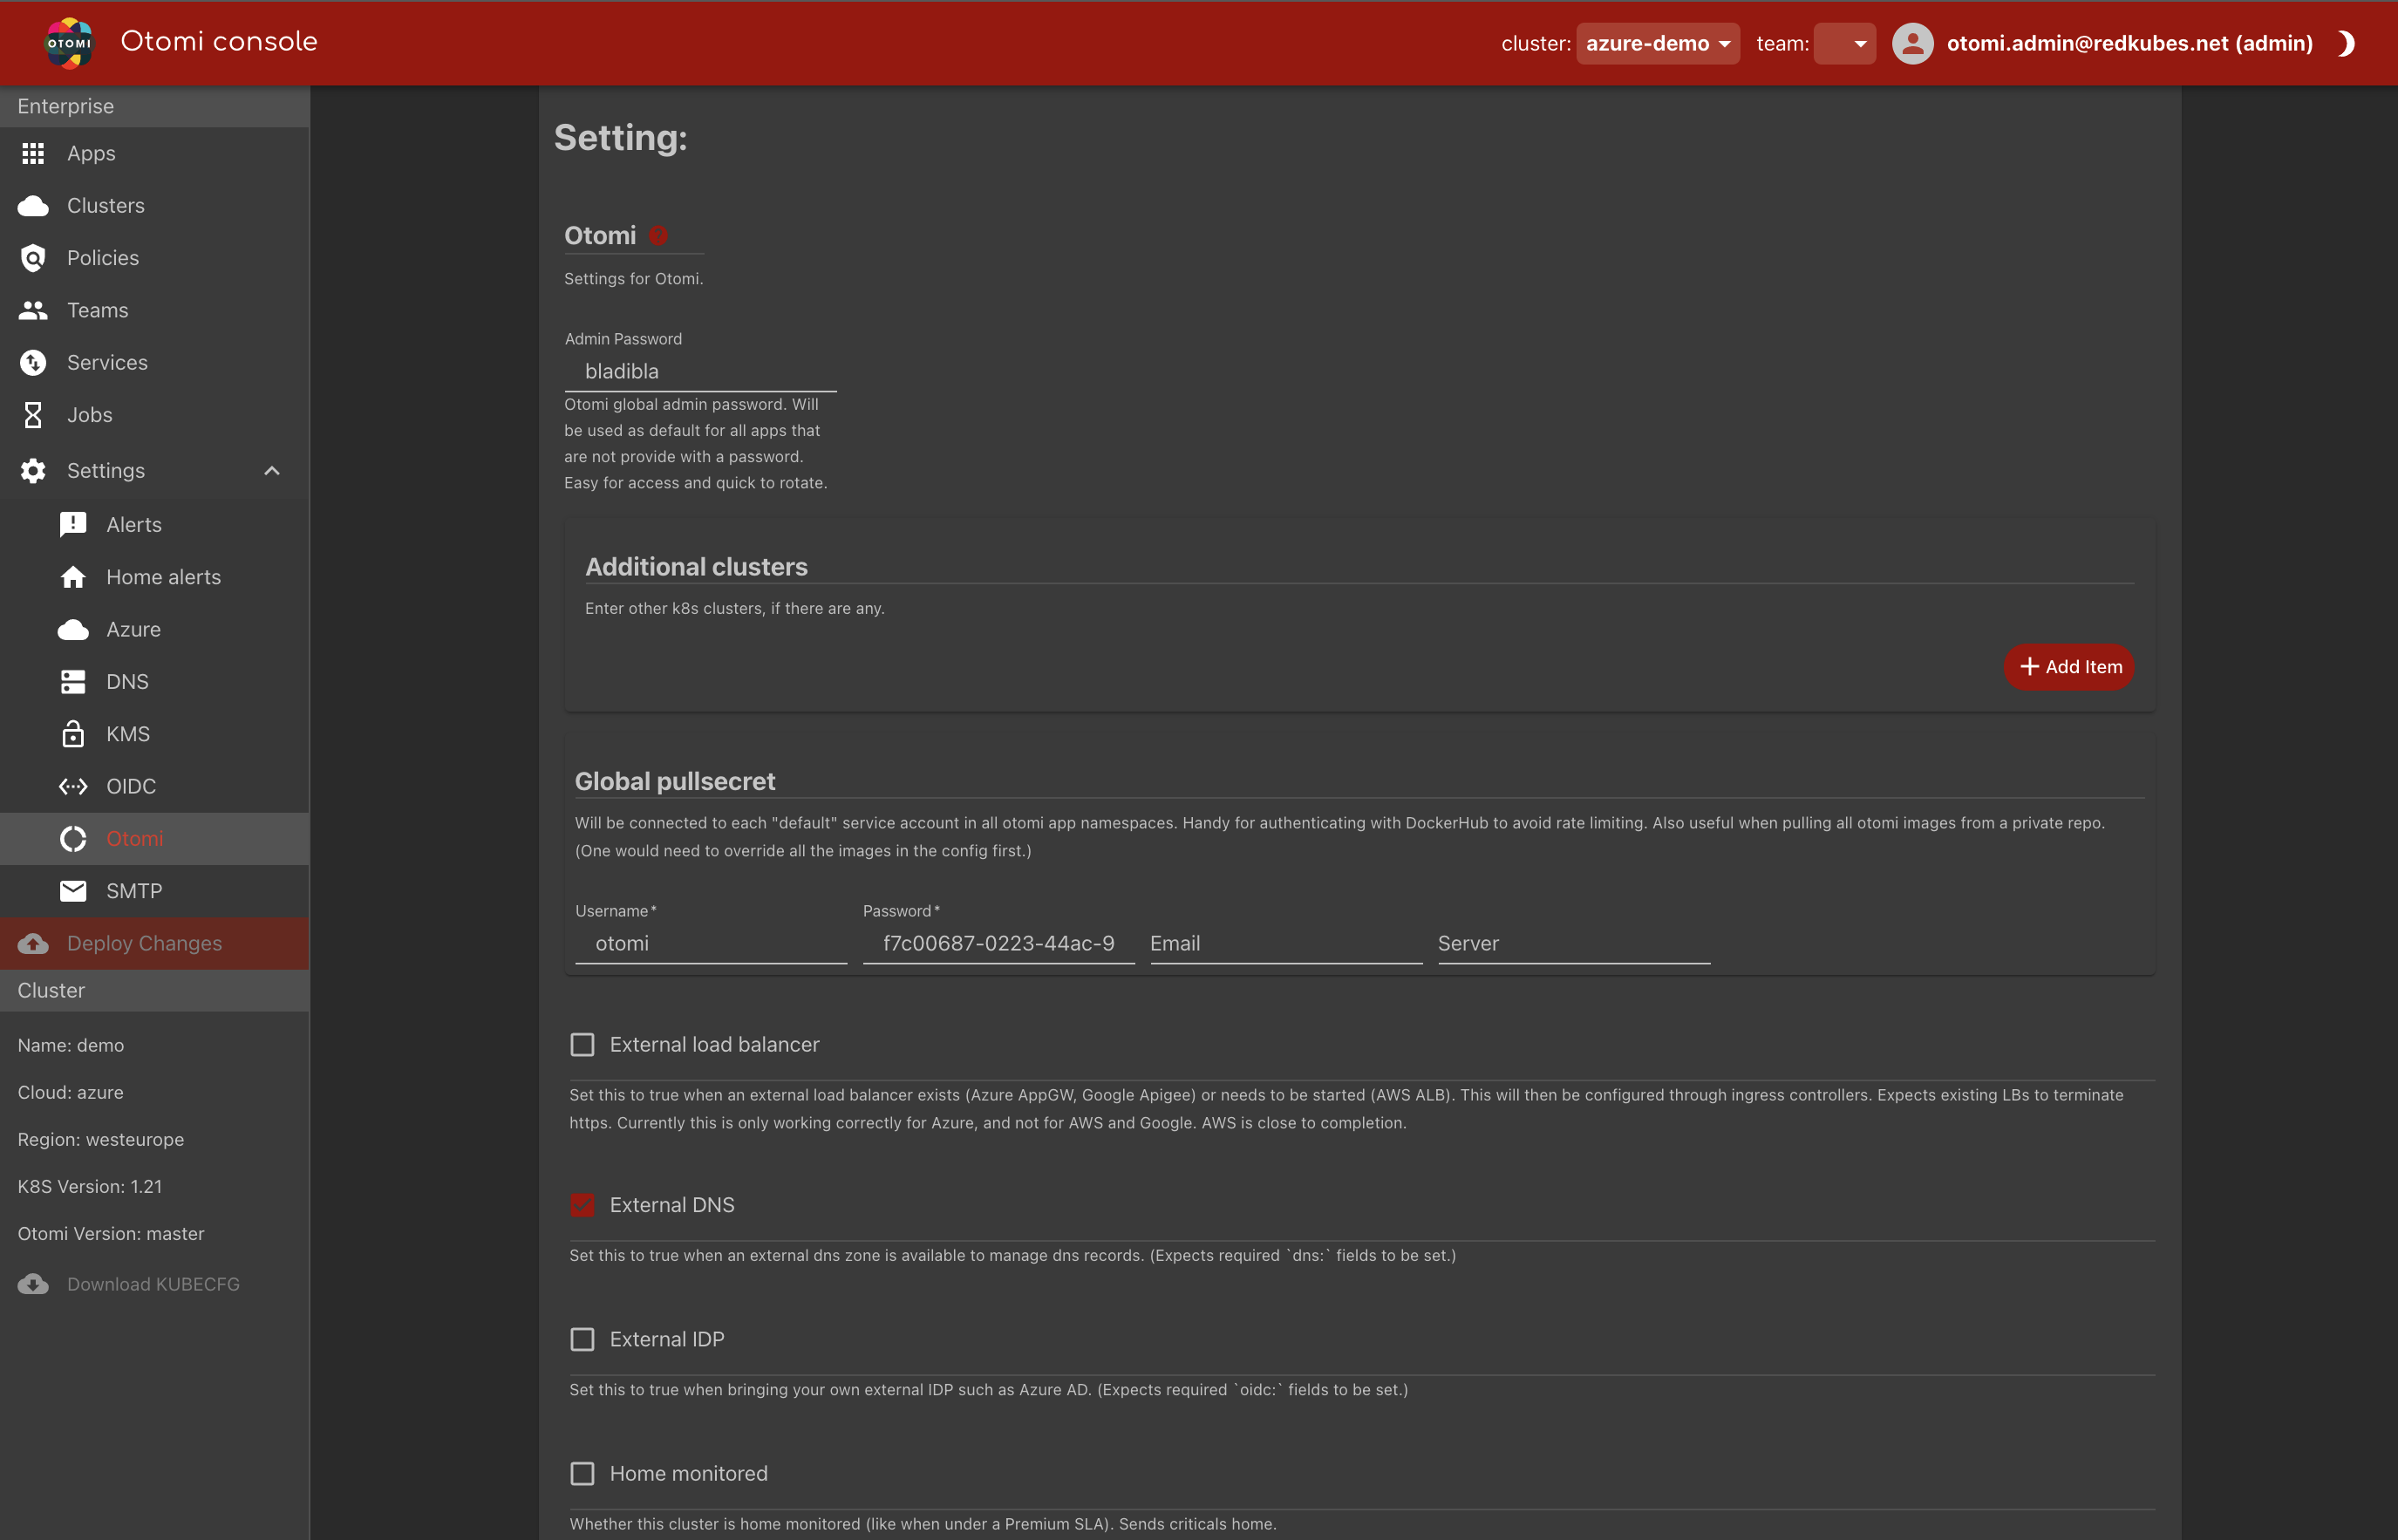 OTOMI
Otomi console
cluster: azure-demo team: otomi.admin@redkubes.net (admin)
Enterprise
Apps
Clusters
Policies
Teams
Services
Jobs
Settings
Alerts
Home alerts
Azure
DNS
KMS
OIDC
Otomi
SMTP
Deploy Changes
Cluster
Name: demo
Cloud: azure
Region: westeurope
K8S Version: 1.21
Otomi Version: master
Download KUBECFG
Setting:
Otomi ?
Settings for Otomi.
Admin Password
bladibla
Otomi global admin password. Will
be used as default for all apps that
are not provide with a password.
Easy for access and quick to rotate.
Additional clusters
Enter other k8s clusters, if there are any.
Add Item
Global pullsecret
Will be connected to each "default" service account in all otomi app namespaces. Handy for authenticating with DockerHub to avoid rate limiting. Also useful when pulling all otomi images from a private repo.
(One would need to override all the images in the config first.)
Username* Password*
otomi f7c00687-0223-44ac-9 Email Server
External load balancer
Set this to true when an external load balancer exists (Azure AppGW, Google Apigee) or needs to be started (AWS ALB). This will then be configured through ingress controllers. Expects existing LBs to terminate
https. Currently this is only working correctly for Azure, and not for AWS and Google. AWS is close to completion.
External DNS
Set this to true when an external dns zone is available to manage dns records. (Expects required `dns:` fields to be set.)
External IDP
Set this to true when bringing your own external IDP such as Azure AD. (Expects required `oidc:` fields to be set.)
Home monitored
Whether this cluster is home monitored (like when under a Premium SLA). Sends criticals home.